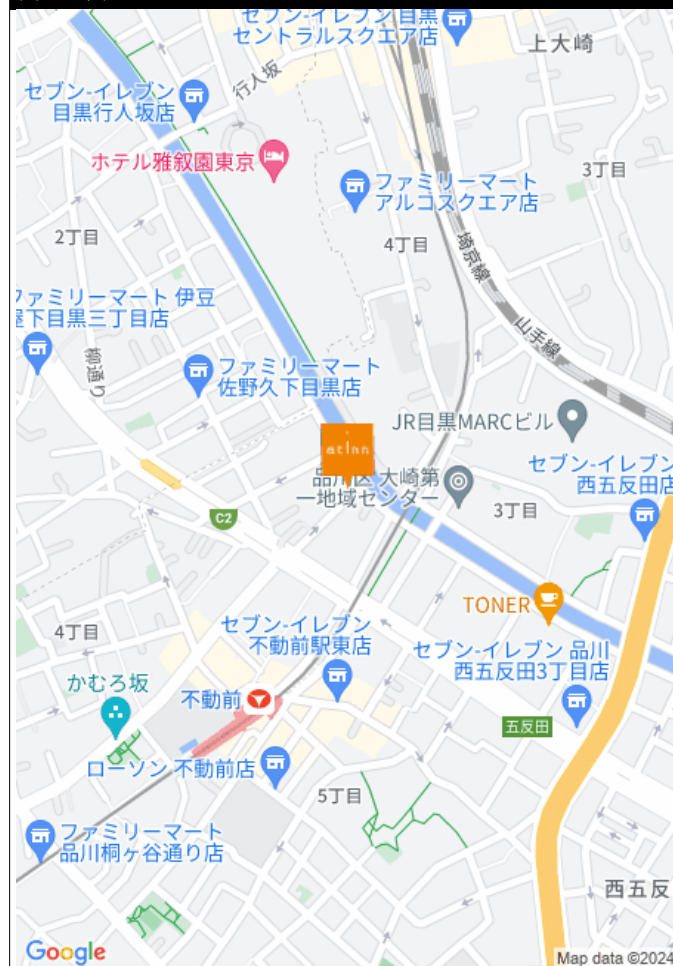 セブン-イレブン 目黒
セントラルスクエア店
上大崎
セブン-イレブン
目黒行人坂店
行人坂
ホテル雅叙園東京
3丁目
ファミリーマート
アルコスクエア店
2丁目
4丁目
埼京線
ファミリーマート 伊豆
屋下目黒三丁目店
山手線
柳通り
ファミリーマート
佐野久下目黒店
JR目黒MARCビル
at inn
品川区 大崎第
一地域センター
セブン-イレブン
西五反田店
3丁目
C2
TONER
4丁目
セブン-イレブン
不動前駅東店
セブン-イレブン 品川
西五反田3丁目店
かむろ坂
不動前
五反田
ローソン 不動前店
5丁目
ファミリーマート
品川桐ヶ谷通り店
西五反
Google
Map data ©2024